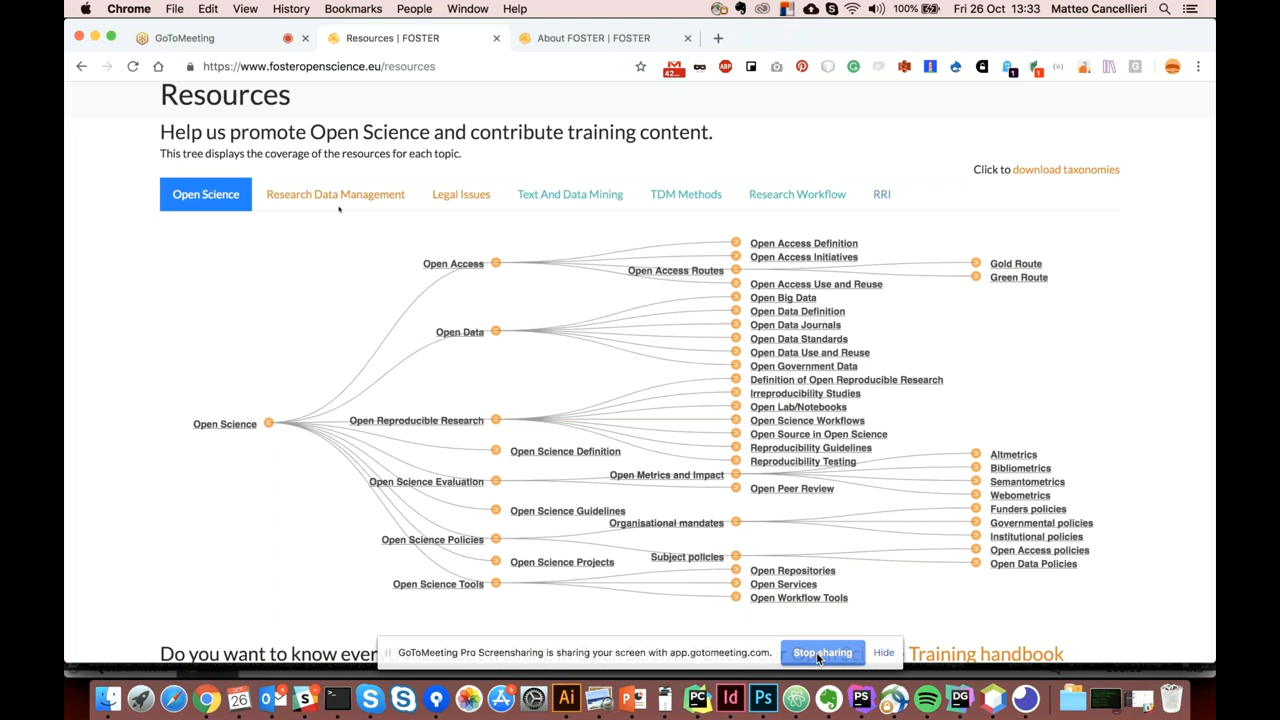 Chrome File Edit View History Bookmarks People Window Help 100% Fri 26 Oct 13:33 Matteo Cancellieri
GoToMeeting Resources | FOSTER About FOSTER | FOSTER
https://www.fosteropenscience.eu/resources
42...
ABP
1
1
Resources
Help us promote Open Science and contribute training content.
This tree displays the coverage of the resources for each topic.
Click to download taxonomies
Open Science Research Data Management Legal Issues Text And Data Mining TDM Methods Research Workflow RRI
Open Access Definition
Open Access Initiatives
Open Access
Gold Route
Open Access Routes
Green Route
Open Access Use and Reuse
Open Big Data
Open Data Definition
Open Data Journals
Open Data
Open Data Standards
Open Data Use and Reuse
Open Government Data
Definition of Open Reproducible Research
Irreproducibility Studies
Open Lab/Notebooks
Open Reproducible Research
Open Science Workflows
Open Science
Open Source in Open Science
Reproducibility Guidelines
Open Science Definition
Altmetrics
Reproducibility Testing
Bibliometrics
Open Metrics and Impact
Open Science Evaluation
Semantometrics
Open Peer Review
Webometrics
Open Science Guidelines
Funders policies
Organisational mandates
Governmental policies
Institutional policies
Open Science Policies
Open Access policies
Subject policies
Open Science Projects
Open Data Policies
Open Repositories
Open Science Tools
Open Services
Open Workflow Tools
Do you want to know ever
Training handbook
GoToMeeting Pro Screensharing is sharing your screen with app.gotomeeting.com. Stop sharing Hide
26
Ai
PC
Id
Ps
PS
DG